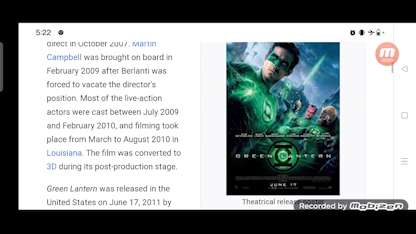 5:22
direct in October 2007. Martin
Campbell was brought on board in
February 2009 after Berlanti was
forced to vacate the director's
position. Most of the live-action
actors were cast between July 2009
and February 2010, and filming took
place from March to August 2010 in
Louisiana. The film was converted to
3D during its post-production stage.
Green Lantern was released in the
United States on June 17, 2011 by
GREEN LANTERN
JUNE 17
Theatrical release poster
Recorded by Mobizen